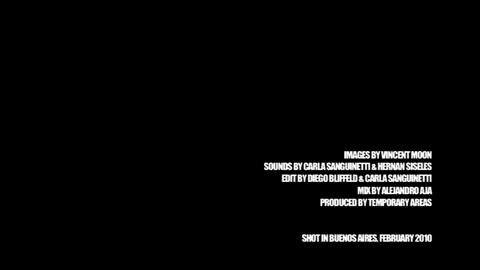 IMAGES BY VINCENT MOON
SOUNDS BY CARLA SANGUINETTI & HERNAN SISELES
EDIT BY DIEGO BLIFFELD & CARLA SANGUINETTI
MIX BY ALEJANDRO AJA
PRODUCED BY TEMPORARY AREAS
SHOT IN BUENOS AIRES, FEBRUARY 2010